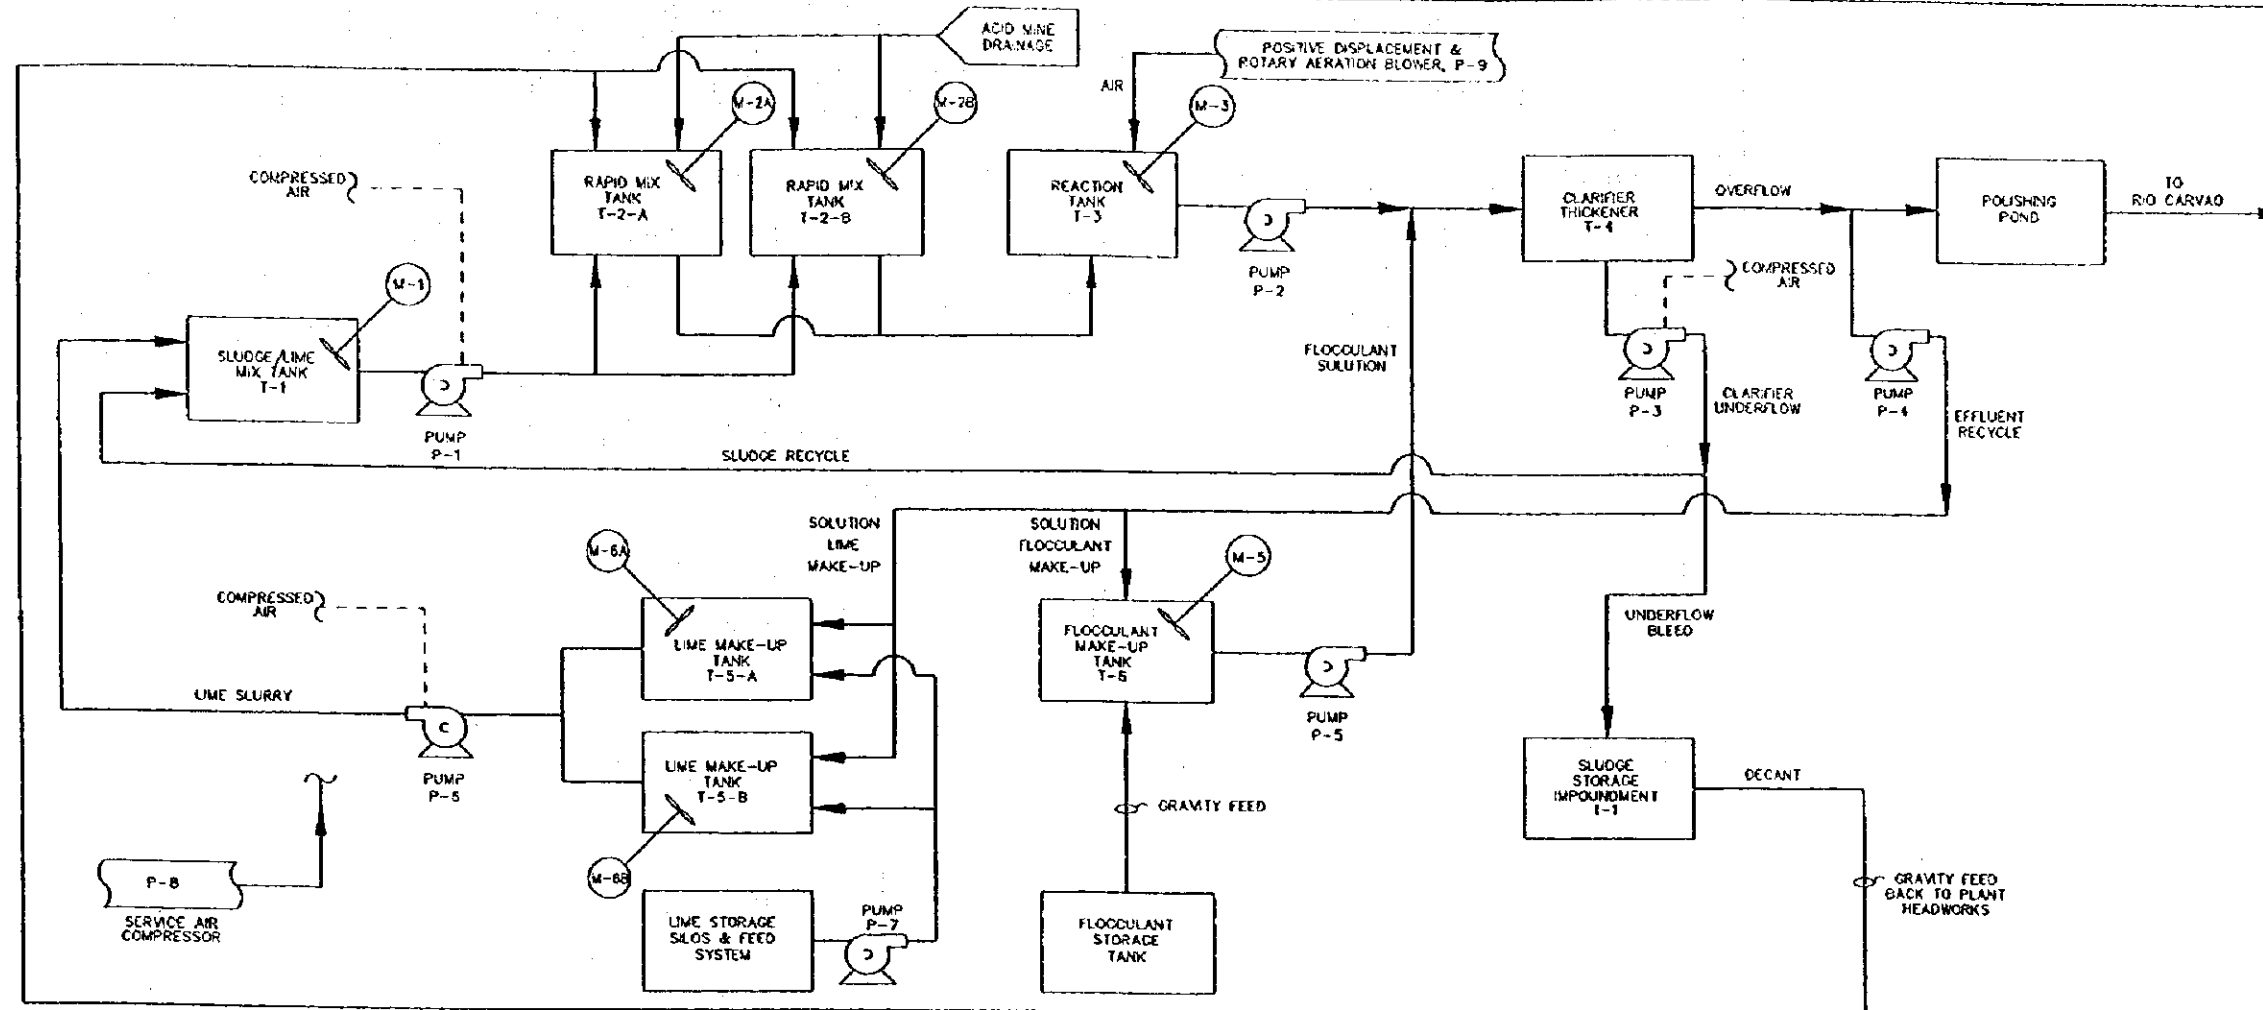 ACID MINE
DRAINAGE
POSITIVE DISPLACEMENT &
ROTARY AERATION BLOWER, P-9
AIR
M-2A
M-2B
M-3
COMPRESSED
AIR
RAPID MIX
TANK
T-2-A
RAPID MIX
TANK
T-2-B
REACTION
TANK
T-3
CLARIFIER
THICKENER
T-4
OVERFLOW
POLISHING
POND
TO
RIO CARVAO
PUMP
P-2
COMPRESSED
AIR
M-1
SLUDGE/LIME
MIX TANK
T-1
PUMP
P-1
FLOCCULANT
SULUTION
PUMP
P-3
CLARIFIER
UNDERFLOW
PUMP
P-4
EFFLUENT
RECYCLE
SLUDGE RECYCLE
SOLUTION
LIME
MAKE-UP
SOLUTION
FLOCCULANT
MAKE-UP
M-6A
M-5
COMPRESSED
AIR
LIME MAKE-UP
TANK
T-5-A
FLOCCULANT
MAKE-UP
TANK
T-6
UNDERFLOW
BLEED
LIME SLURRY
PUMP
P-6
PUMP
P-5
LIME MAKE-UP
TANK
T-5-B
SLUDGE
STORAGE
IMPOUNDMENT
I-1
DECANT
GRAVITY FEED
M-6B
P-8
SERVICE AIR
COMPRESSOR
LIME STORAGE
SILOS & FEED
SYSTEM
PUMP
P-7
FLOCCULANT
STORAGE
TANK
GRAVITY FEED
BACK TO PLANT
HEADWORKS